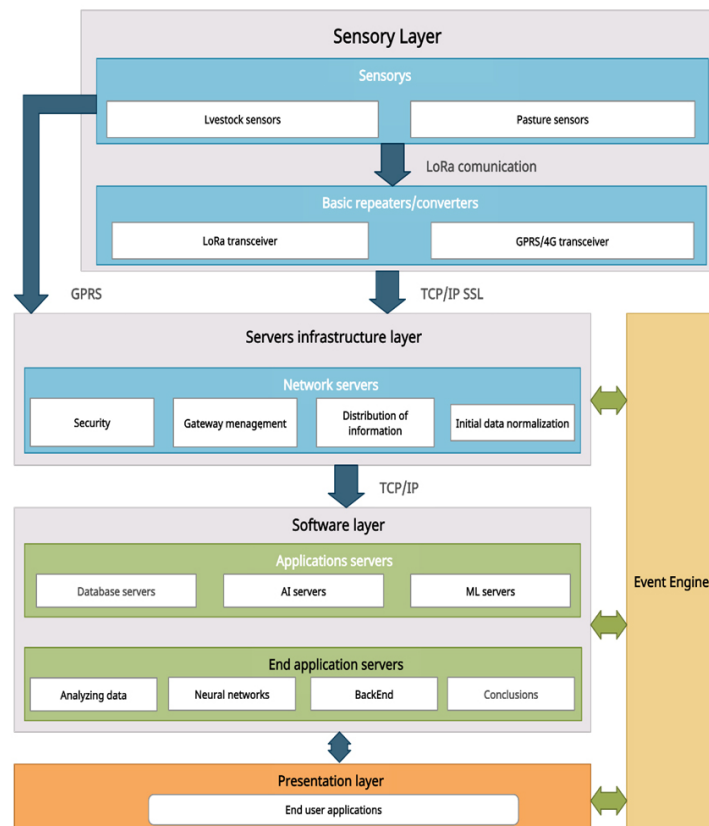 Sensory Layer
Sensorys
Lvestock sensors
Pasture sensors
LoRa comunication
Basic repeaters/converters
LoRa transceiver
GPRS/4G transceiver
GPRS
TCP/IP SSL
Servers infrastructure layer
Network servers
Security
Gateway menagement
Distribution of
information
Initial data normalization
TCP/IP
Software layer
Applications servers
Database servers
AI servers
ML servers
Event Engine
End application servers
Analyzing data
Neural networks
BackEnd
Conclusions
Presentation layer
End user applications